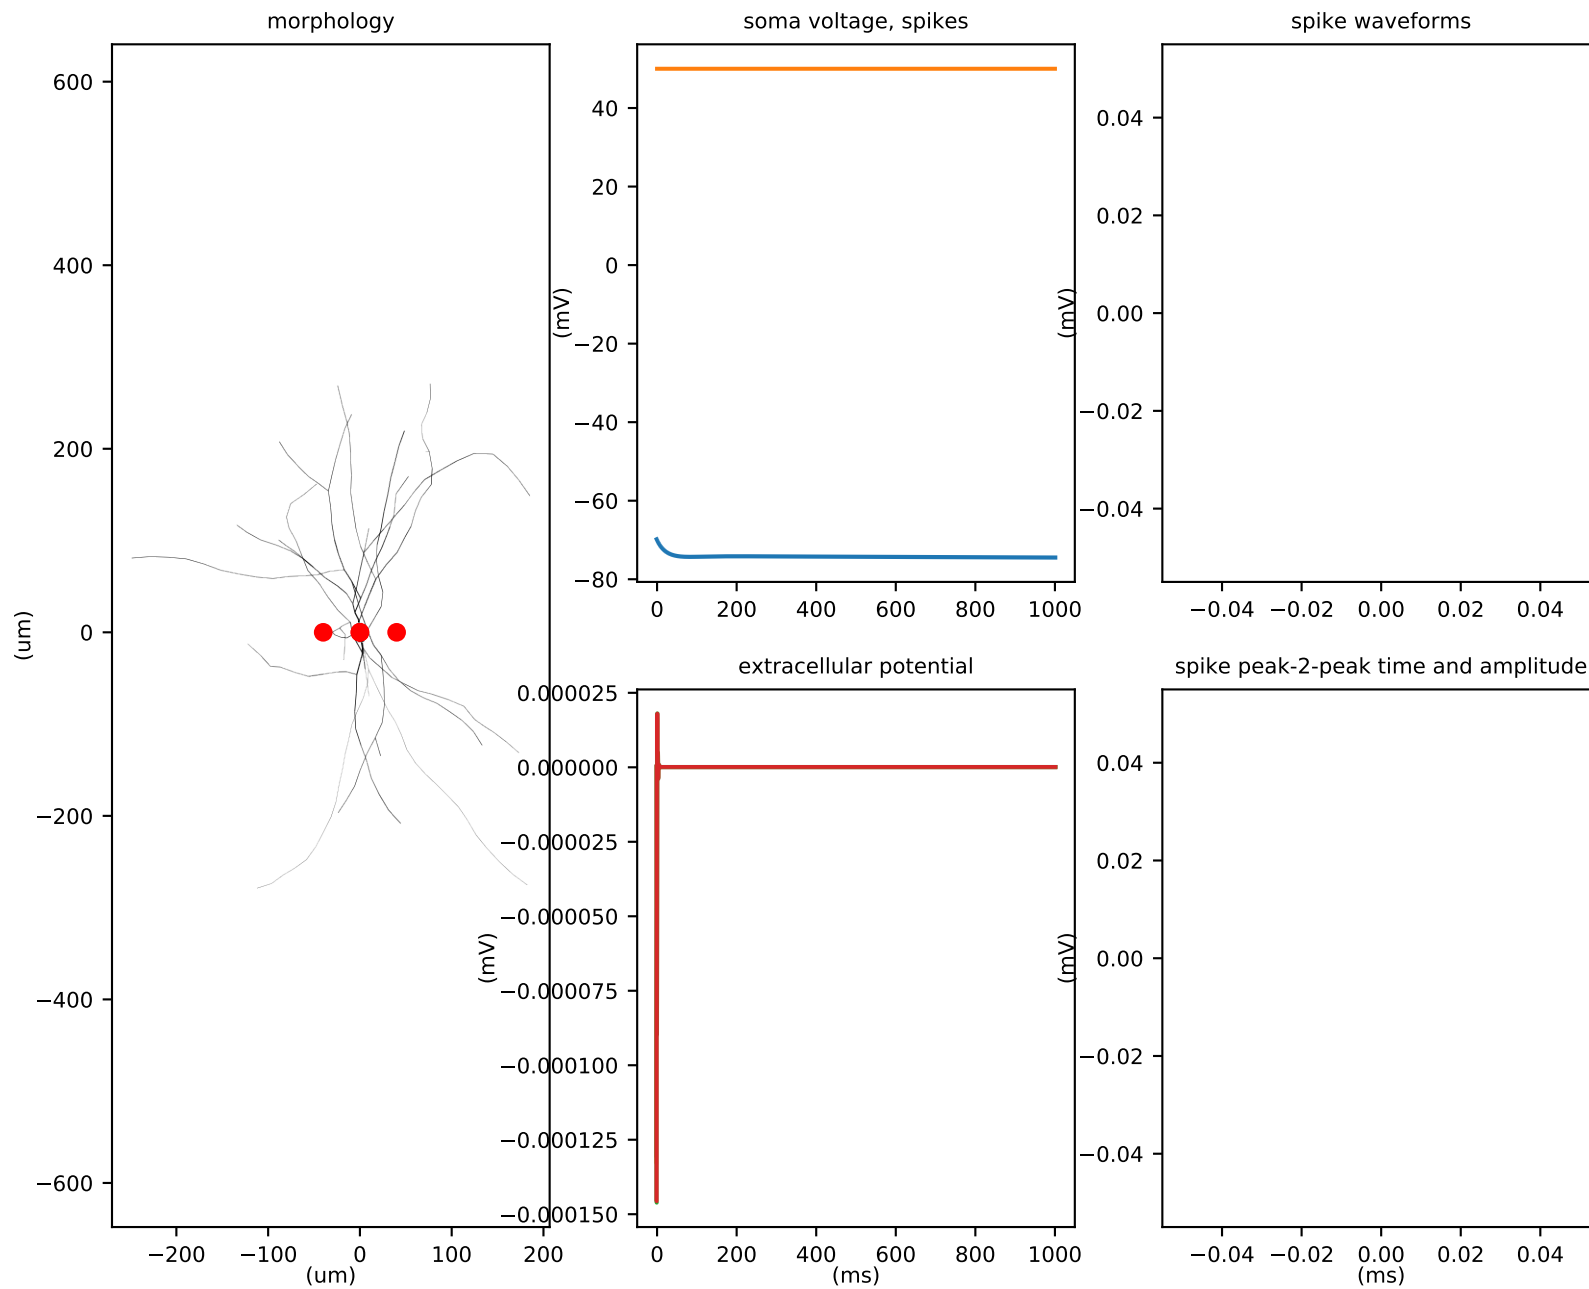 morphology
600
400
200
0
−200
−400
−600
(um)
−200 −100 0 100 200
(um)
soma voltage, spikes
40
20
0
−20
−40
−60
−80
(mV)
0 200 400 600 800 1000
spike waveforms
0.04
0.02
0.00
−0.02
−0.04
(mV)
−0.04 −0.02 0.00 0.02 0.04
extracellular potential
0.000025
0.000000
−0.000025
−0.000050
−0.000075
−0.000100
−0.000125
−0.000150
(mV)
0 200 400 600 800 1000
(ms)
spike peak-2-peak time and amplitude
0.04
0.02
0.00
−0.02
−0.04
(mV)
−0.04 −0.02 0.00 0.02 0.04
(ms)